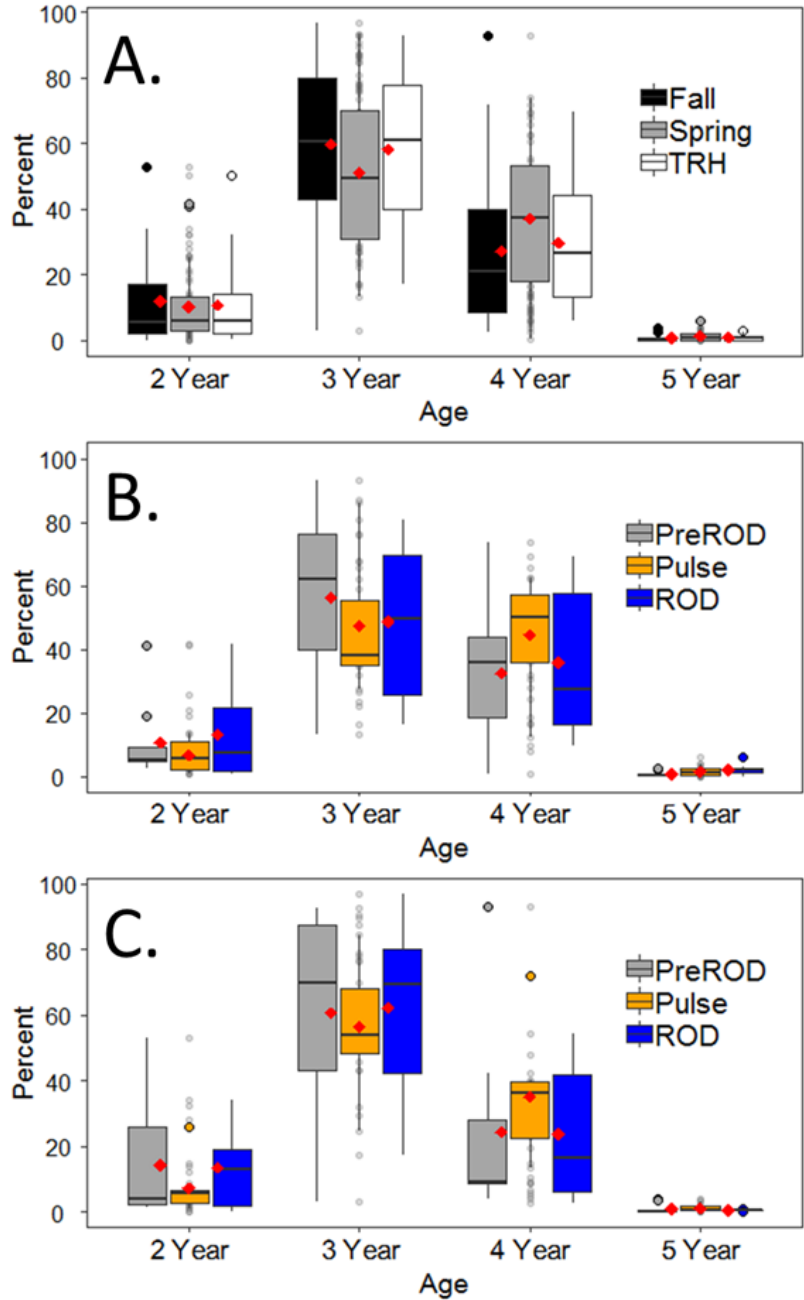 A.
100
80
60
40
20
0
Percent
Fall
Spring
TRH
2 Year 3 Year 4 Year 5 Year
Age
B.
100
80
60
40
20
0
Percent
PreROD
Pulse
ROD
2 Year 3 Year 4 Year 5 Year
Age
C.
100
80
60
40
20
0
Percent
PreROD
Pulse
ROD
2 Year 3 Year 4 Year 5 Year
Age